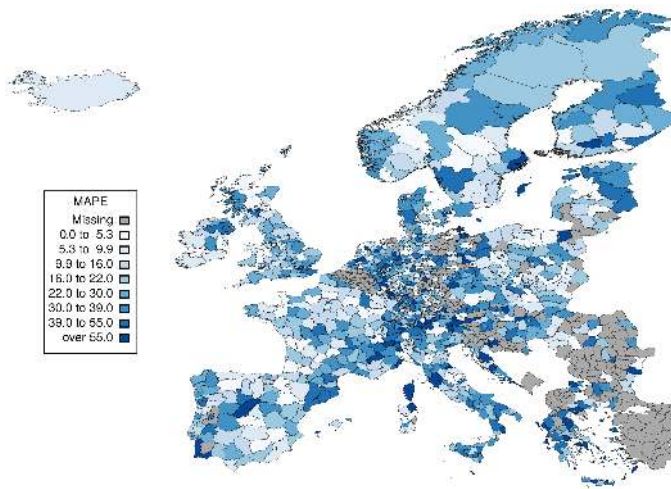 MAPE
Missing
0.0 to 5.3
5.3 to 9.9
9.9 to 16.0
16.0 to 22.0
22.0 to 30.0
30.0 to 39.0
39.0 to 55.0
over 55.0